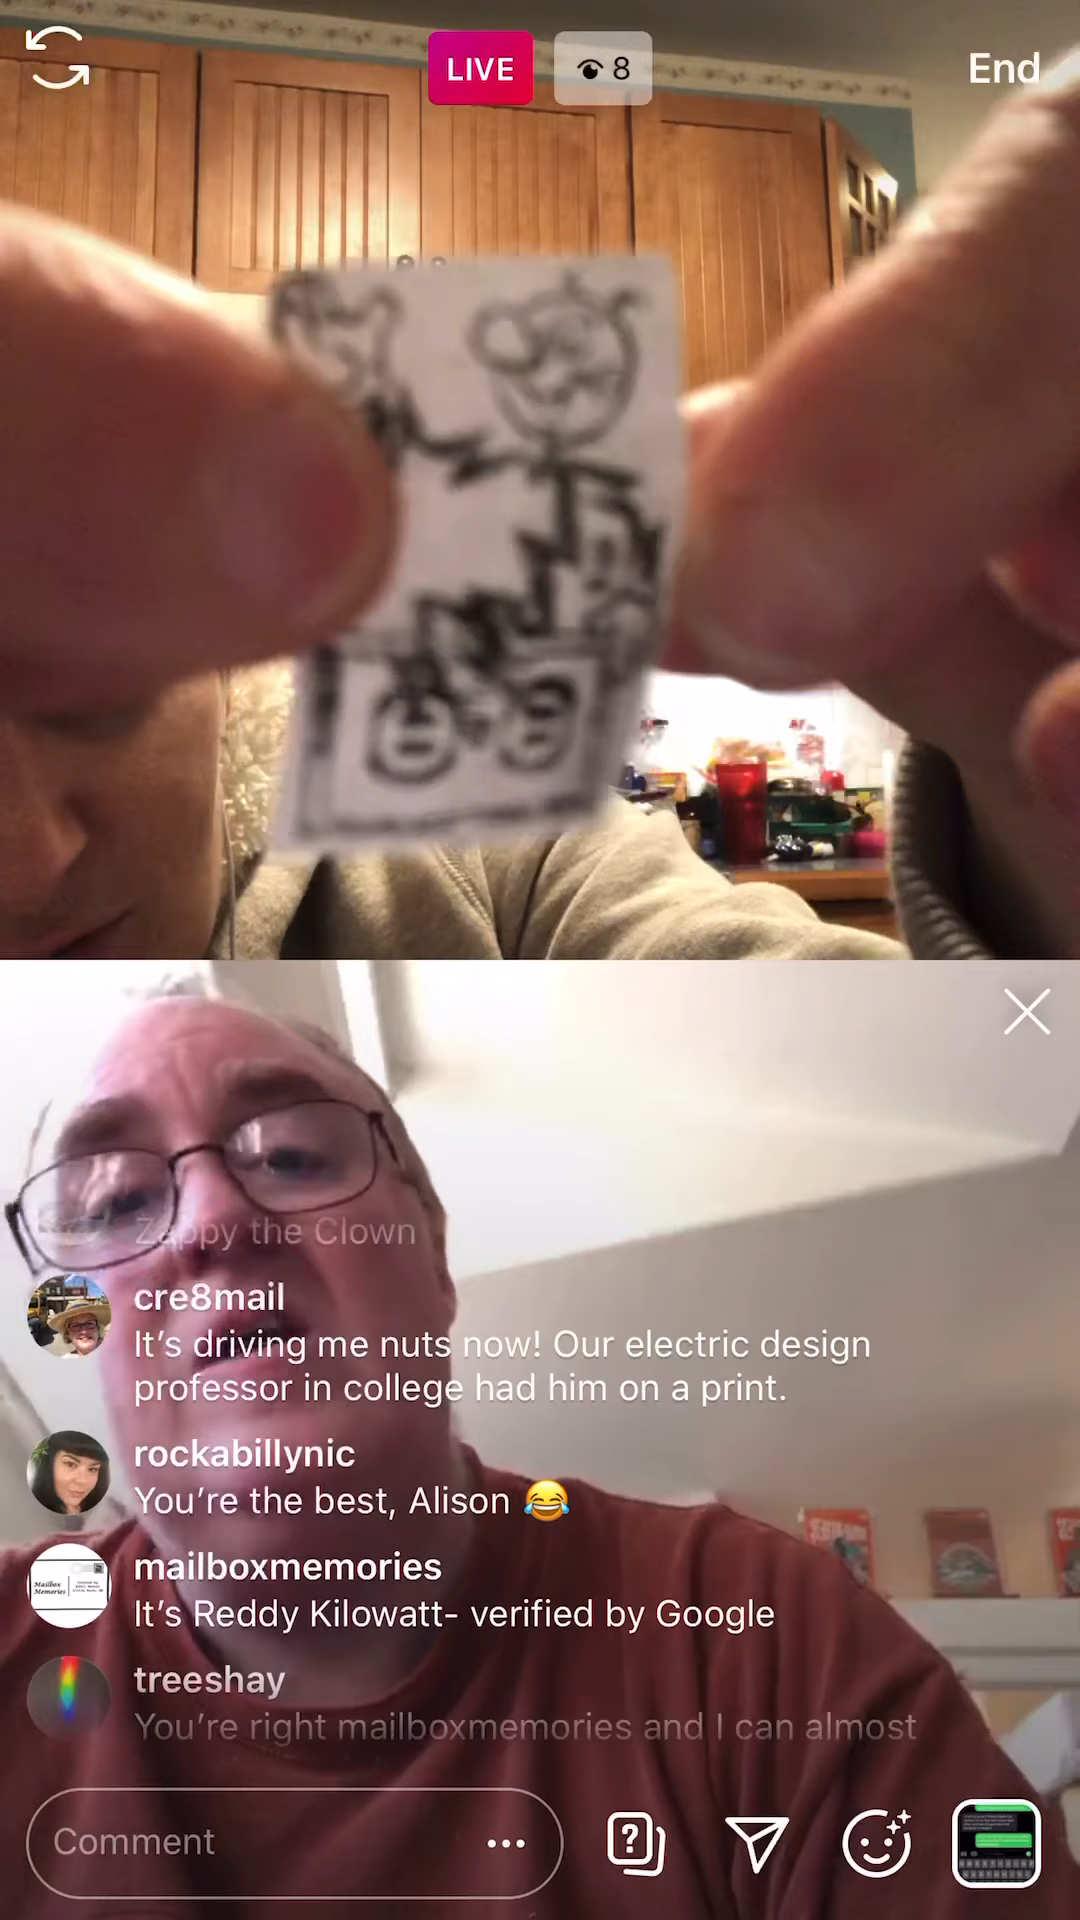 LIVE
8
End
Zappy the Clown
cre8mail
It’s driving me nuts now! Our electric design
professor in college had him on a print.
rockabillynic
You’re the best, Alison 😂
mailboxmemories
It’s Reddy Kilowatt- verified by Google
treeshay
You’re right mailboxmemories and I can almost
Comment
Mailbox
Memories